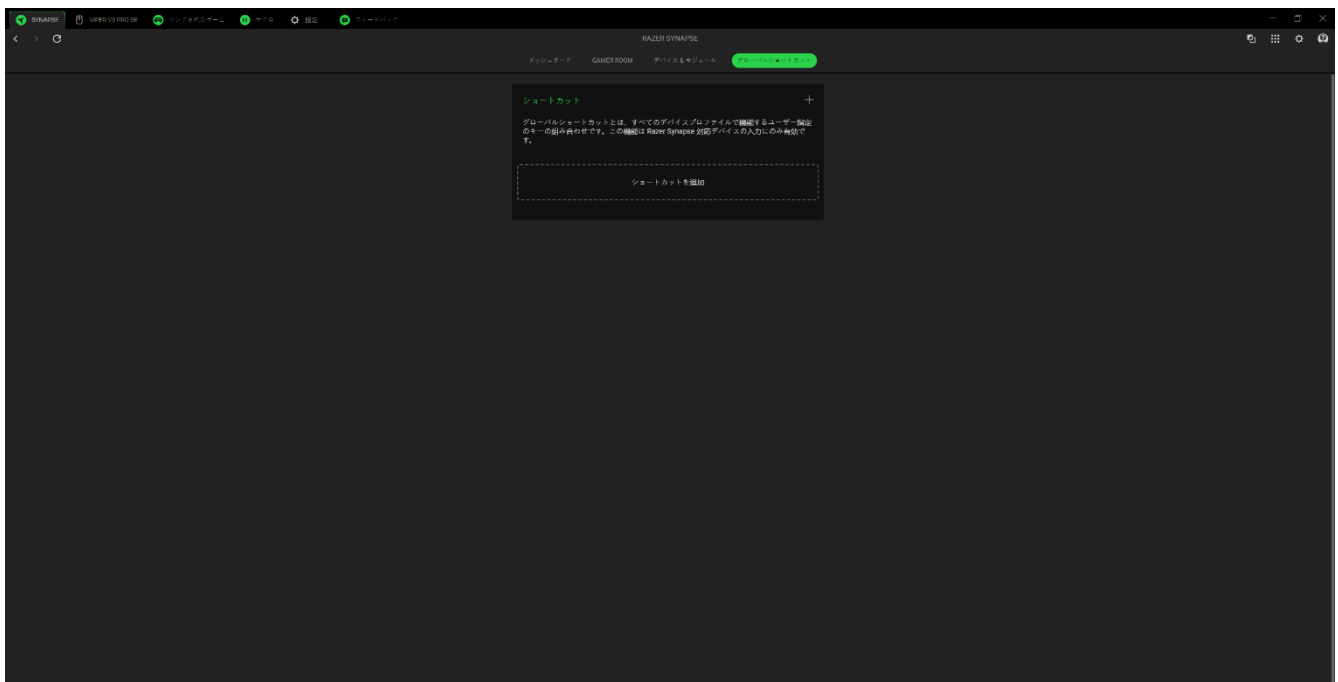 SYNAPSE
VIPER V3 PRO SE
リンクされたゲーム
マクロ
設定
フィードバック
RAZER SYNAPSE
ダッシュボード
GAMER ROOM
デバイス & モジュール
グローバルショートカット
ショートカット
グローバルショートカットとは、すべてのデバイスプロファイルで機能するユーザー設定
のキーの組み合わせです。この機能は Razer Synapse 対応デバイスの入力にのみ有効で
す。
ショートカットを追加